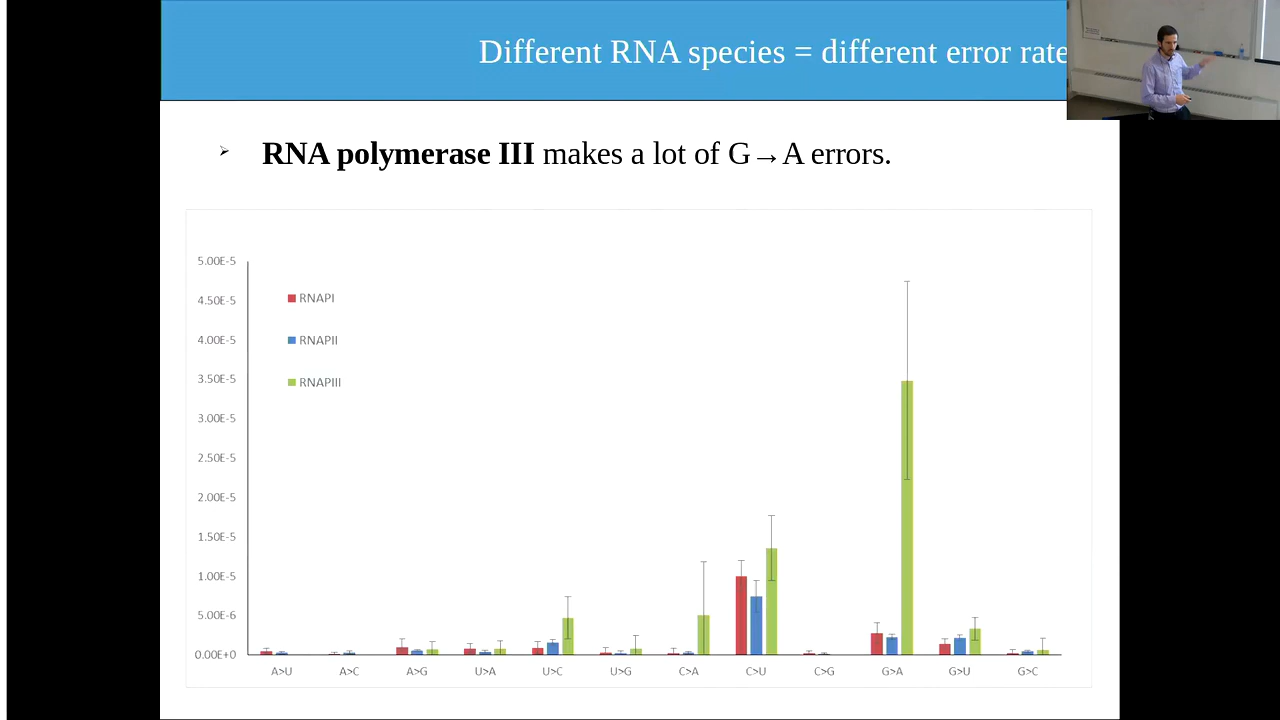 Different RNA species = different error rate
➢ RNA polymerase III makes a lot of G→A errors.
5.00E-5
4.50E-5
4.00E-5
3.50E-5
3.00E-5
2.50E-5
2.00E-5
1.50E-5
1.00E-5
5.00E-6
0.00E+0
RNAPI
RNAPII
RNAPIII
A>U A>C A>G U>A U>C U>G C>A C>U C>G G>A G>U G>C